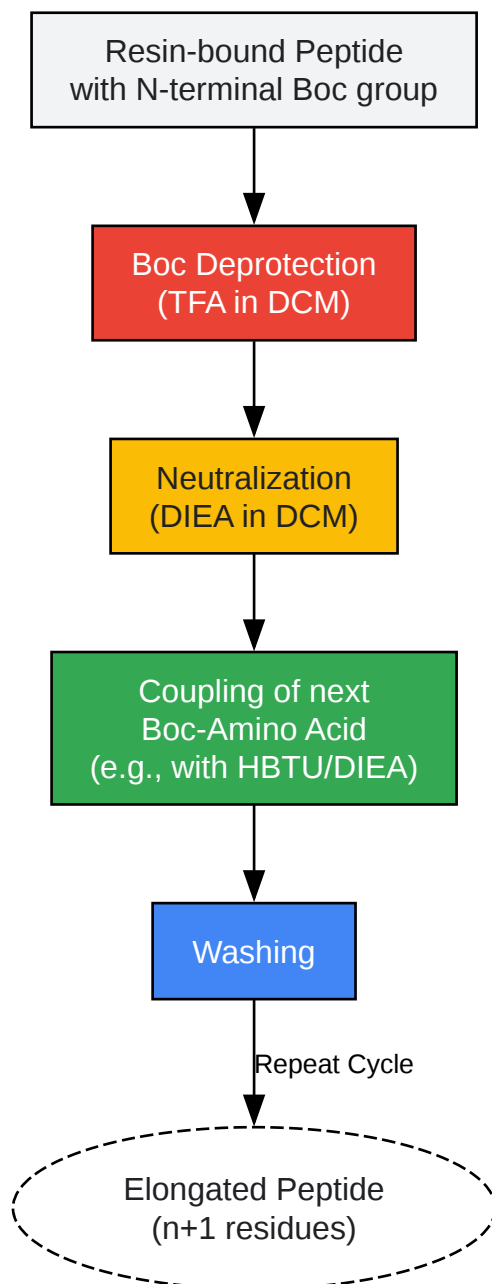 Resin-bound Peptide
with N-terminal Boc group
Boc Deprotection
(TFA in DCM)
Neutralization
(DIEA in DCM)
Coupling of next
Boc-Amino Acid
(e.g., with HBTU/DIEA)
Washing
Repeat Cycle
Elongated Peptide
(n+1 residues)